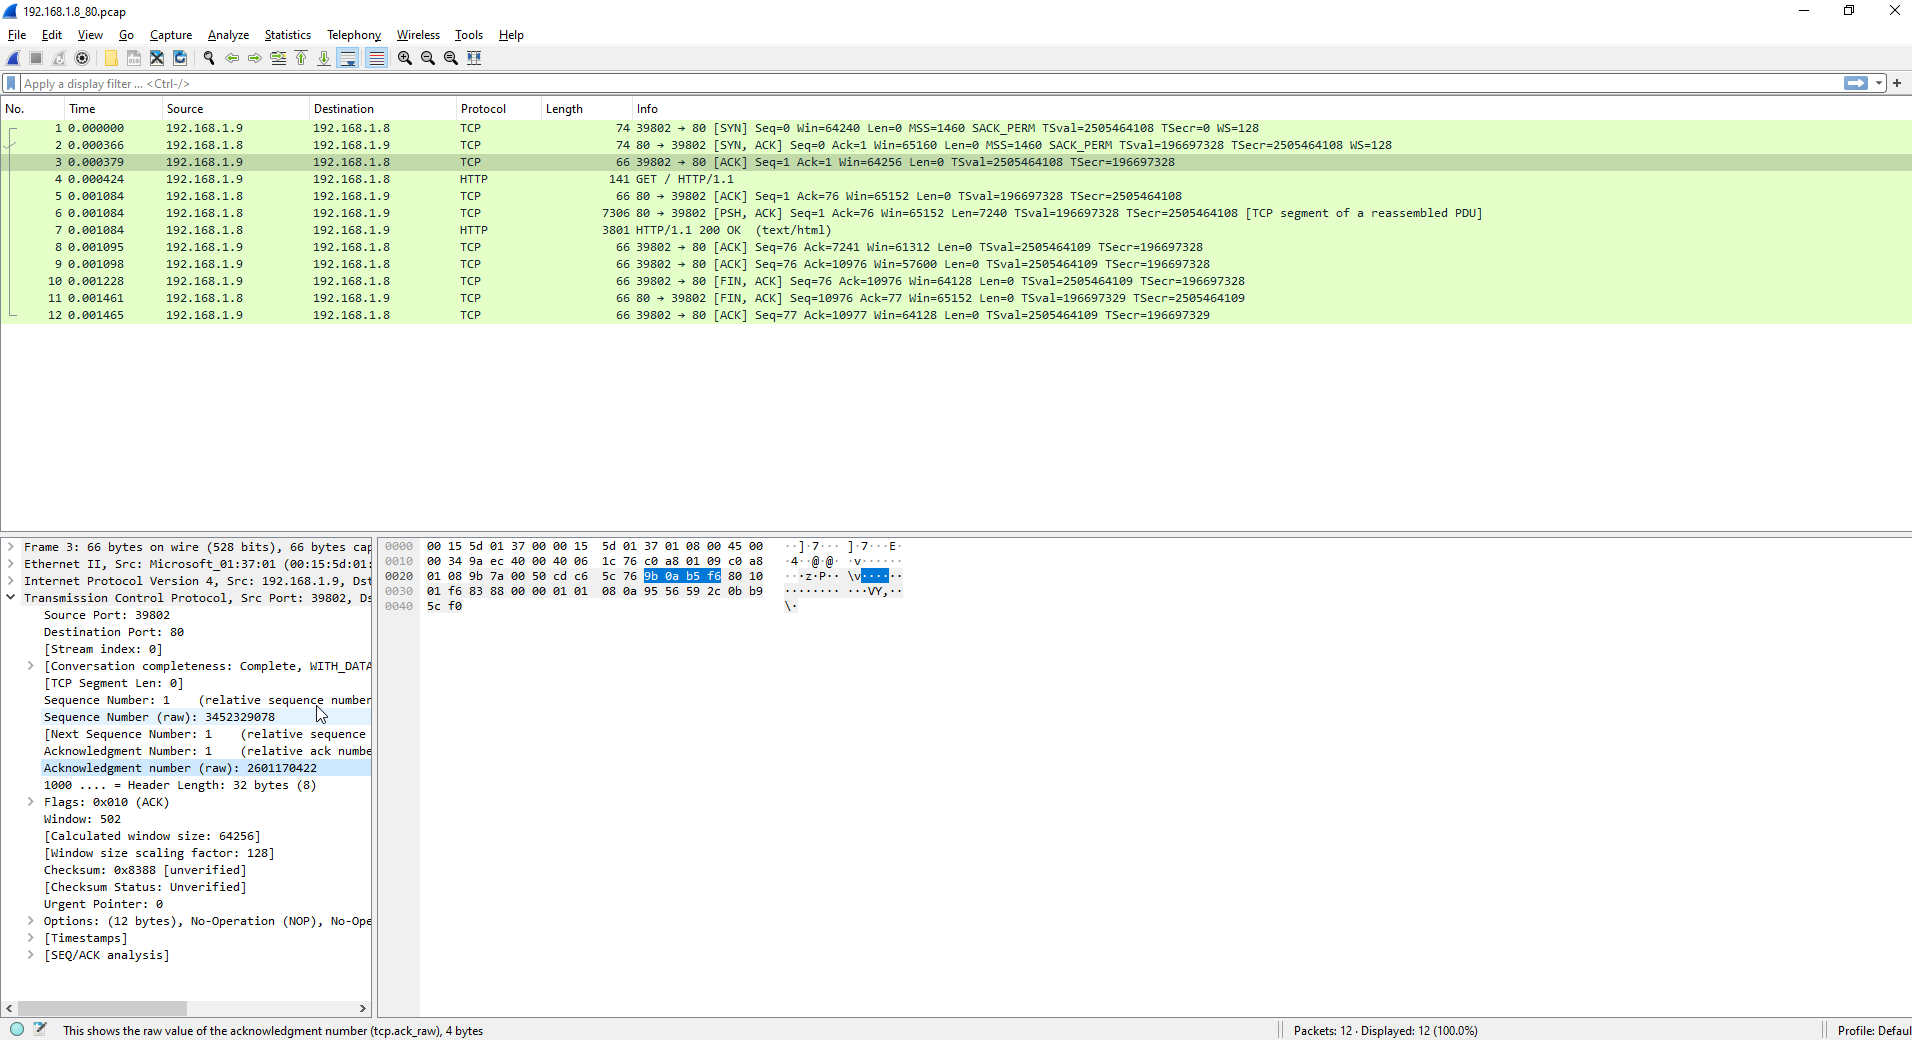 192.168.1.8_80.pcap
File Edit View Go Capture Analyze Statistics Telephony Wireless Tools Help
Apply a display filter ... <Ctrl-/>
No. Time Source Destination Protocol Length Info
1 0.000000 192.168.1.9 192.168.1.8 TCP 74 39802 → 80 [SYN] Seq=0 Win=64240 Len=0 MSS=1460 SACK_PERM TSval=2505464108 TSecr=0 WS=128
2 0.000366 192.168.1.8 192.168.1.9 TCP 74 80 → 39802 [SYN, ACK] Seq=0 Ack=1 Win=65160 Len=0 MSS=1460 SACK_PERM TSval=196697328 TSecr=2505464108 WS=128
3 0.000379 192.168.1.9 192.168.1.8 TCP 66 39802 → 80 [ACK] Seq=1 Ack=1 Win=64256 Len=0 TSval=2505464108 TSecr=196697328
4 0.000424 192.168.1.9 192.168.1.8 HTTP 141 GET / HTTP/1.1
5 0.001084 192.168.1.8 192.168.1.9 TCP 66 80 → 39802 [ACK] Seq=1 Ack=76 Win=65152 Len=0 TSval=196697328 TSecr=2505464108
6 0.001084 192.168.1.8 192.168.1.9 TCP 7306 80 → 39802 [PSH, ACK] Seq=1 Ack=76 Win=65152 Len=7240 TSval=196697328 TSecr=2505464108 [TCP segment of a reassembled PDU]
7 0.001084 192.168.1.8 192.168.1.9 HTTP 3801 HTTP/1.1 200 OK  (text/html)
8 0.001095 192.168.1.9 192.168.1.8 TCP 66 39802 → 80 [ACK] Seq=76 Ack=7241 Win=61312 Len=0 TSval=2505464109 TSecr=196697328
9 0.001098 192.168.1.9 192.168.1.8 TCP 66 39802 → 80 [ACK] Seq=76 Ack=10976 Win=57600 Len=0 TSval=2505464109 TSecr=196697328
10 0.001228 192.168.1.9 192.168.1.8 TCP 66 39802 → 80 [FIN, ACK] Seq=76 Ack=10976 Win=64128 Len=0 TSval=2505464109 TSecr=196697328
11 0.001461 192.168.1.8 192.168.1.9 TCP 66 80 → 39802 [FIN, ACK] Seq=10976 Ack=77 Win=65152 Len=0 TSval=196697329 TSecr=2505464109
12 0.001465 192.168.1.9 192.168.1.8 TCP 66 39802 → 80 [ACK] Seq=77 Ack=10977 Win=64128 Len=0 TSval=2505464109 TSecr=196697329
Frame 3: 66 bytes on wire (528 bits), 66 bytes cap
Ethernet II, Src: Microsoft_01:37:01 (00:15:5d:01:
Internet Protocol Version 4, Src: 192.168.1.9, Dst
Transmission Control Protocol, Src Port: 39802, Ds
Source Port: 39802
Destination Port: 80
[Stream index: 0]
[Conversation completeness: Complete, WITH_DATA
[TCP Segment Len: 0]
Sequence Number: 1 (relative sequence number
Sequence Number (raw): 3452329078
[Next Sequence Number: 1 (relative sequence
Acknowledgment Number: 1 (relative ack numbe
Acknowledgment number (raw): 2601170422
1000 .... = Header Length: 32 bytes (8)
Flags: 0x010 (ACK)
Window: 502
[Calculated window size: 64256]
[Window size scaling factor: 128]
Checksum: 0x8388 [unverified]
[Checksum Status: Unverified]
Urgent Pointer: 0
Options: (12 bytes), No-Operation (NOP), No-Ope
[Timestamps]
[SEQ/ACK analysis]
0000 00 15 5d 01 37 00 00 15 5d 01 37 01 08 00 45 00 ··]·7··· ]·7···E·
0010 00 34 9a ec 40 00 40 06 1c 76 c0 a8 01 09 c0 a8 ·4··@·@· ·v······
0020 01 08 9b 7a 00 50 cd c6 5c 76 9b 0a b5 f6 80 10 ···z·P·· \v······
0030 01 f6 83 88 00 00 01 01 08 0a 95 56 59 2c 0b b9 ········ ···VY,··
0040 5c f0 \·
This shows the raw value of the acknowledgment number (tcp.ack_raw), 4 bytes
Packets: 12 · Displayed: 12 (100.0%)
Profile: Defaul